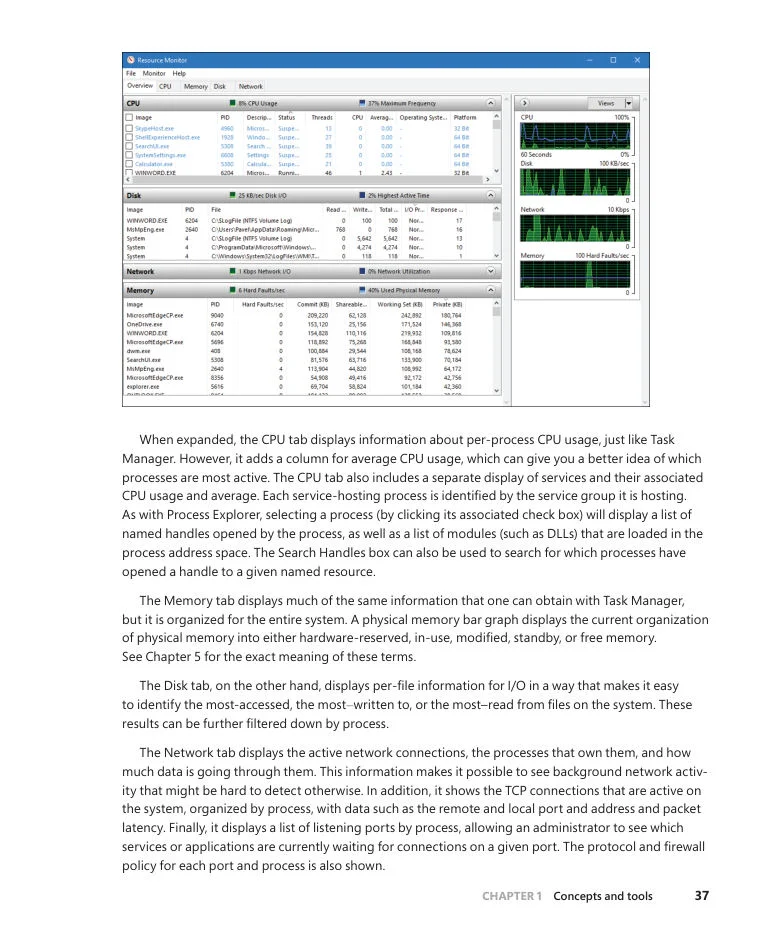 Resource Monitor
File Monitor Help
Overview CPU Memory Disk Network
CPU 8% CPU Usage 37% Maximum Frequency
Image PID Descrip... Status Threads CPU Averag... Operating Syste... Platform
SkypeHost.exe 4960 Micros... Suspe... 13 0 0.00 - 32 Bit
ShellExperienceHost.exe 1928 Windo... Suspe... 27 0 0.00 - 64 Bit
SearchUI.exe 5308 Search ... Suspe... 39 0 0.00 - 64 Bit
SystemSettings.exe 6608 Settings Suspe... 20 0 0.00 - 64 Bit
Calculator.exe 5380 Calcula... Suspe... 21 0 0.00 - 64 Bit
WINWORD.EXE 6204 Micros... Runni... 46 1 2.43 - 32 Bit
Disk 25 KB/sec Disk I/O 2% Highest Active Time
Image PID File Read ... Write... Total ... I/O Pr... Response ...
WINWORD.EXE 6204 C:\$LogFile (NTFS Volume Log) 0 100 100 Nor... 17
MsMpEng.exe 2640 C:\Users\Pavel\AppData\Roaming\Micr... 768 0 768 Nor... 16
System 4 C:\$LogFile (NTFS Volume Log) 0 5,642 5,642 Nor... 13
System 4 C:\ProgramData\Microsoft\Windows\... 0 4,274 4,274 Nor... 10
System 4 C:\Windows\System32\LogFiles\WMI\T... 0 118 118 Nor... 1
Network 1 Kbps Network I/O 0% Network Utilization
Memory 6 Hard Faults/sec 40% Used Physical Memory
Image PID Hard Faults/sec Commit (KB) Shareable... Working Set (KB) Private (KB)
MicrosoftEdgeCP.exe 9040 0 209,220 62,128 242,892 180,764
OneDrive.exe 6740 0 153,120 25,156 171,524 146,368
WINWORD.EXE 6204 0 154,828 110,116 219,932 109,816
MicrosoftEdgeCP.exe 5696 0 118,892 75,268 168,848 93,580
dwm.exe 408 0 100,884 29,544 108,168 78,624
SearchUI.exe 5308 0 81,576 63,716 133,900 70,184
MsMpEng.exe 2640 4 113,904 44,820 108,992 64,172
MicrosoftEdgeCP.exe 8356 0 54,908 49,416 92,172 42,756
explorer.exe 5616 0 69,704 58,824 101,184 42,360
Views
CPU 100%
60 Seconds 0%
Disk 100 KB/sec
0
Network 10 Kbps
0
Memory 100 Hard Faults/sec
0
When expanded, the CPU tab displays information about per-process CPU usage, just like Task
Manager. However, it adds a column for average CPU usage, which can give you a better idea of which
processes are most active. The CPU tab also includes a separate display of services and their associated
CPU usage and average. Each service-hosting process is identified by the service group it is hosting.
As with Process Explorer, selecting a process (by clicking its associated check box) will display a list of
named handles opened by the process, as well as a list of modules (such as DLLs) that are loaded in the
process address space. The Search Handles box can also be used to search for which processes have
opened a handle to a given named resource.
The Memory tab displays much of the same information that one can obtain with Task Manager,
but it is organized for the entire system. A physical memory bar graph displays the current organization
of physical memory into either hardware-reserved, in-use, modified, standby, or free memory.
See Chapter 5 for the exact meaning of these terms.
The Disk tab, on the other hand, displays per-file information for I/O in a way that makes it easy
to identify the most-accessed, the most–written to, or the most–read from files on the system. These
results can be further filtered down by process.
The Network tab displays the active network connections, the processes that own them, and how
much data is going through them. This information makes it possible to see background network activ-
ity that might be hard to detect otherwise. In addition, it shows the TCP connections that are active on
the system, organized by process, with data such as the remote and local port and address and packet
latency. Finally, it displays a list of listening ports by process, allowing an administrator to see which
services or applications are currently waiting for connections on a given port. The protocol and firewall
policy for each port and process is also shown.
CHAPTER 1 Concepts and tools 37